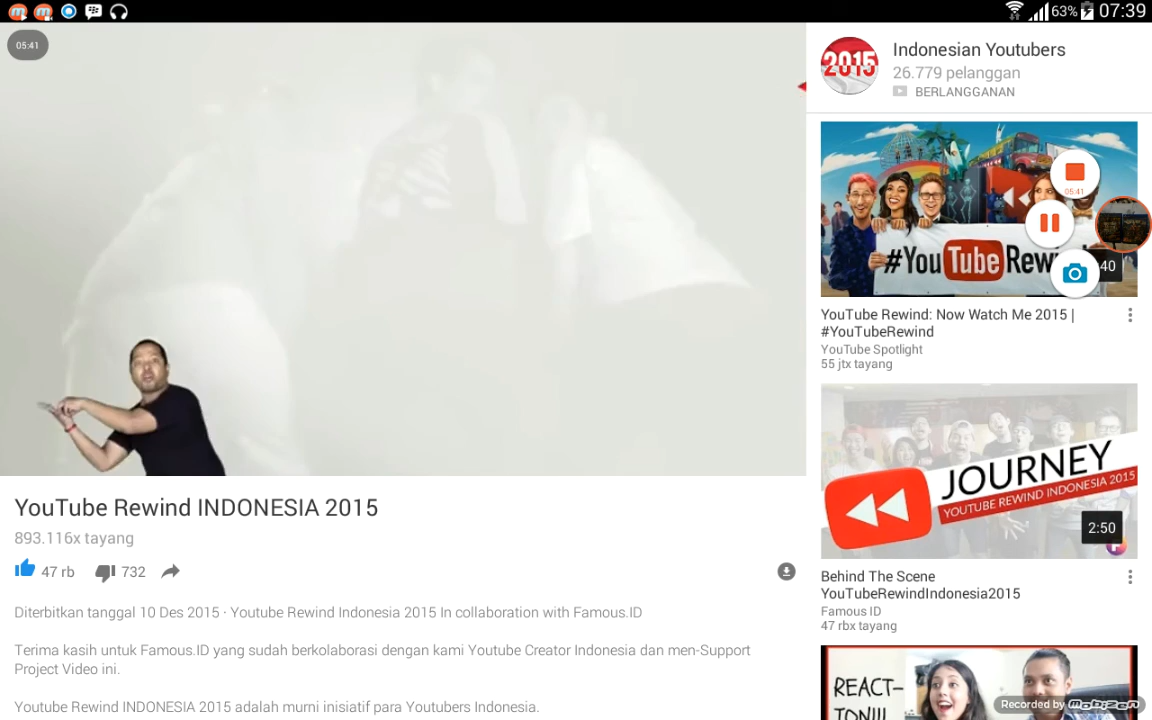 63% 07:39
05:41
2015
Indonesian Youtubers
26.779 pelanggan
BERLANGGANAN
05:41
#YouTubeRew
40
YouTube Rewind: Now Watch Me 2015 |
#YouTubeRewind
YouTube Spotlight
55 jtx tayang
JOURNEY
YOUTUBE REWIND INDONESIA 2015
2:50
Behind The Scene
YouTubeRewindIndonesia2015
Famous ID
47 rbx tayang
REACT-
TON!!!
Recorded by Mobizen
YouTube Rewind INDONESIA 2015
893.116x tayang
47 rb 732
Diterbitkan tanggal 10 Des 2015 · Youtube Rewind Indonesia 2015 In collaboration with Famous.ID
Terima kasih untuk Famous.ID yang sudah berkolaborasi dengan kami Youtube Creator Indonesia dan men-Support
Project Video ini.
Youtube Rewind INDONESIA 2015 adalah murni inisiatif para Youtubers Indonesia.